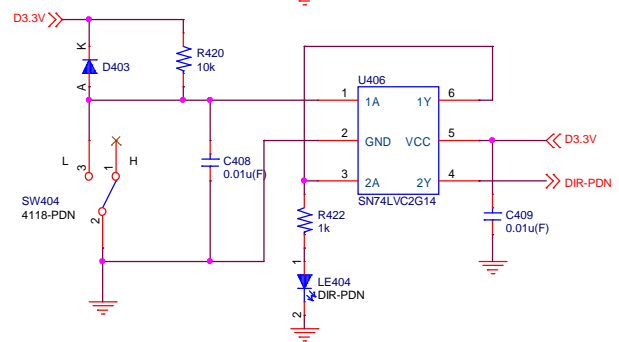 D3.3V
K
D403
A
R420
10k
U406
1
1A
1Y
6
2
GND
VCC
5
D3.3V
3
2A
2Y
4
DIR-PDN
SN74LVC2G14
L
3
1
H
C408
0.01u(F)
SW404
4118-PDN
2
R422
1k
C409
0.01u(F)
1
LE404
DIR-PDN
2